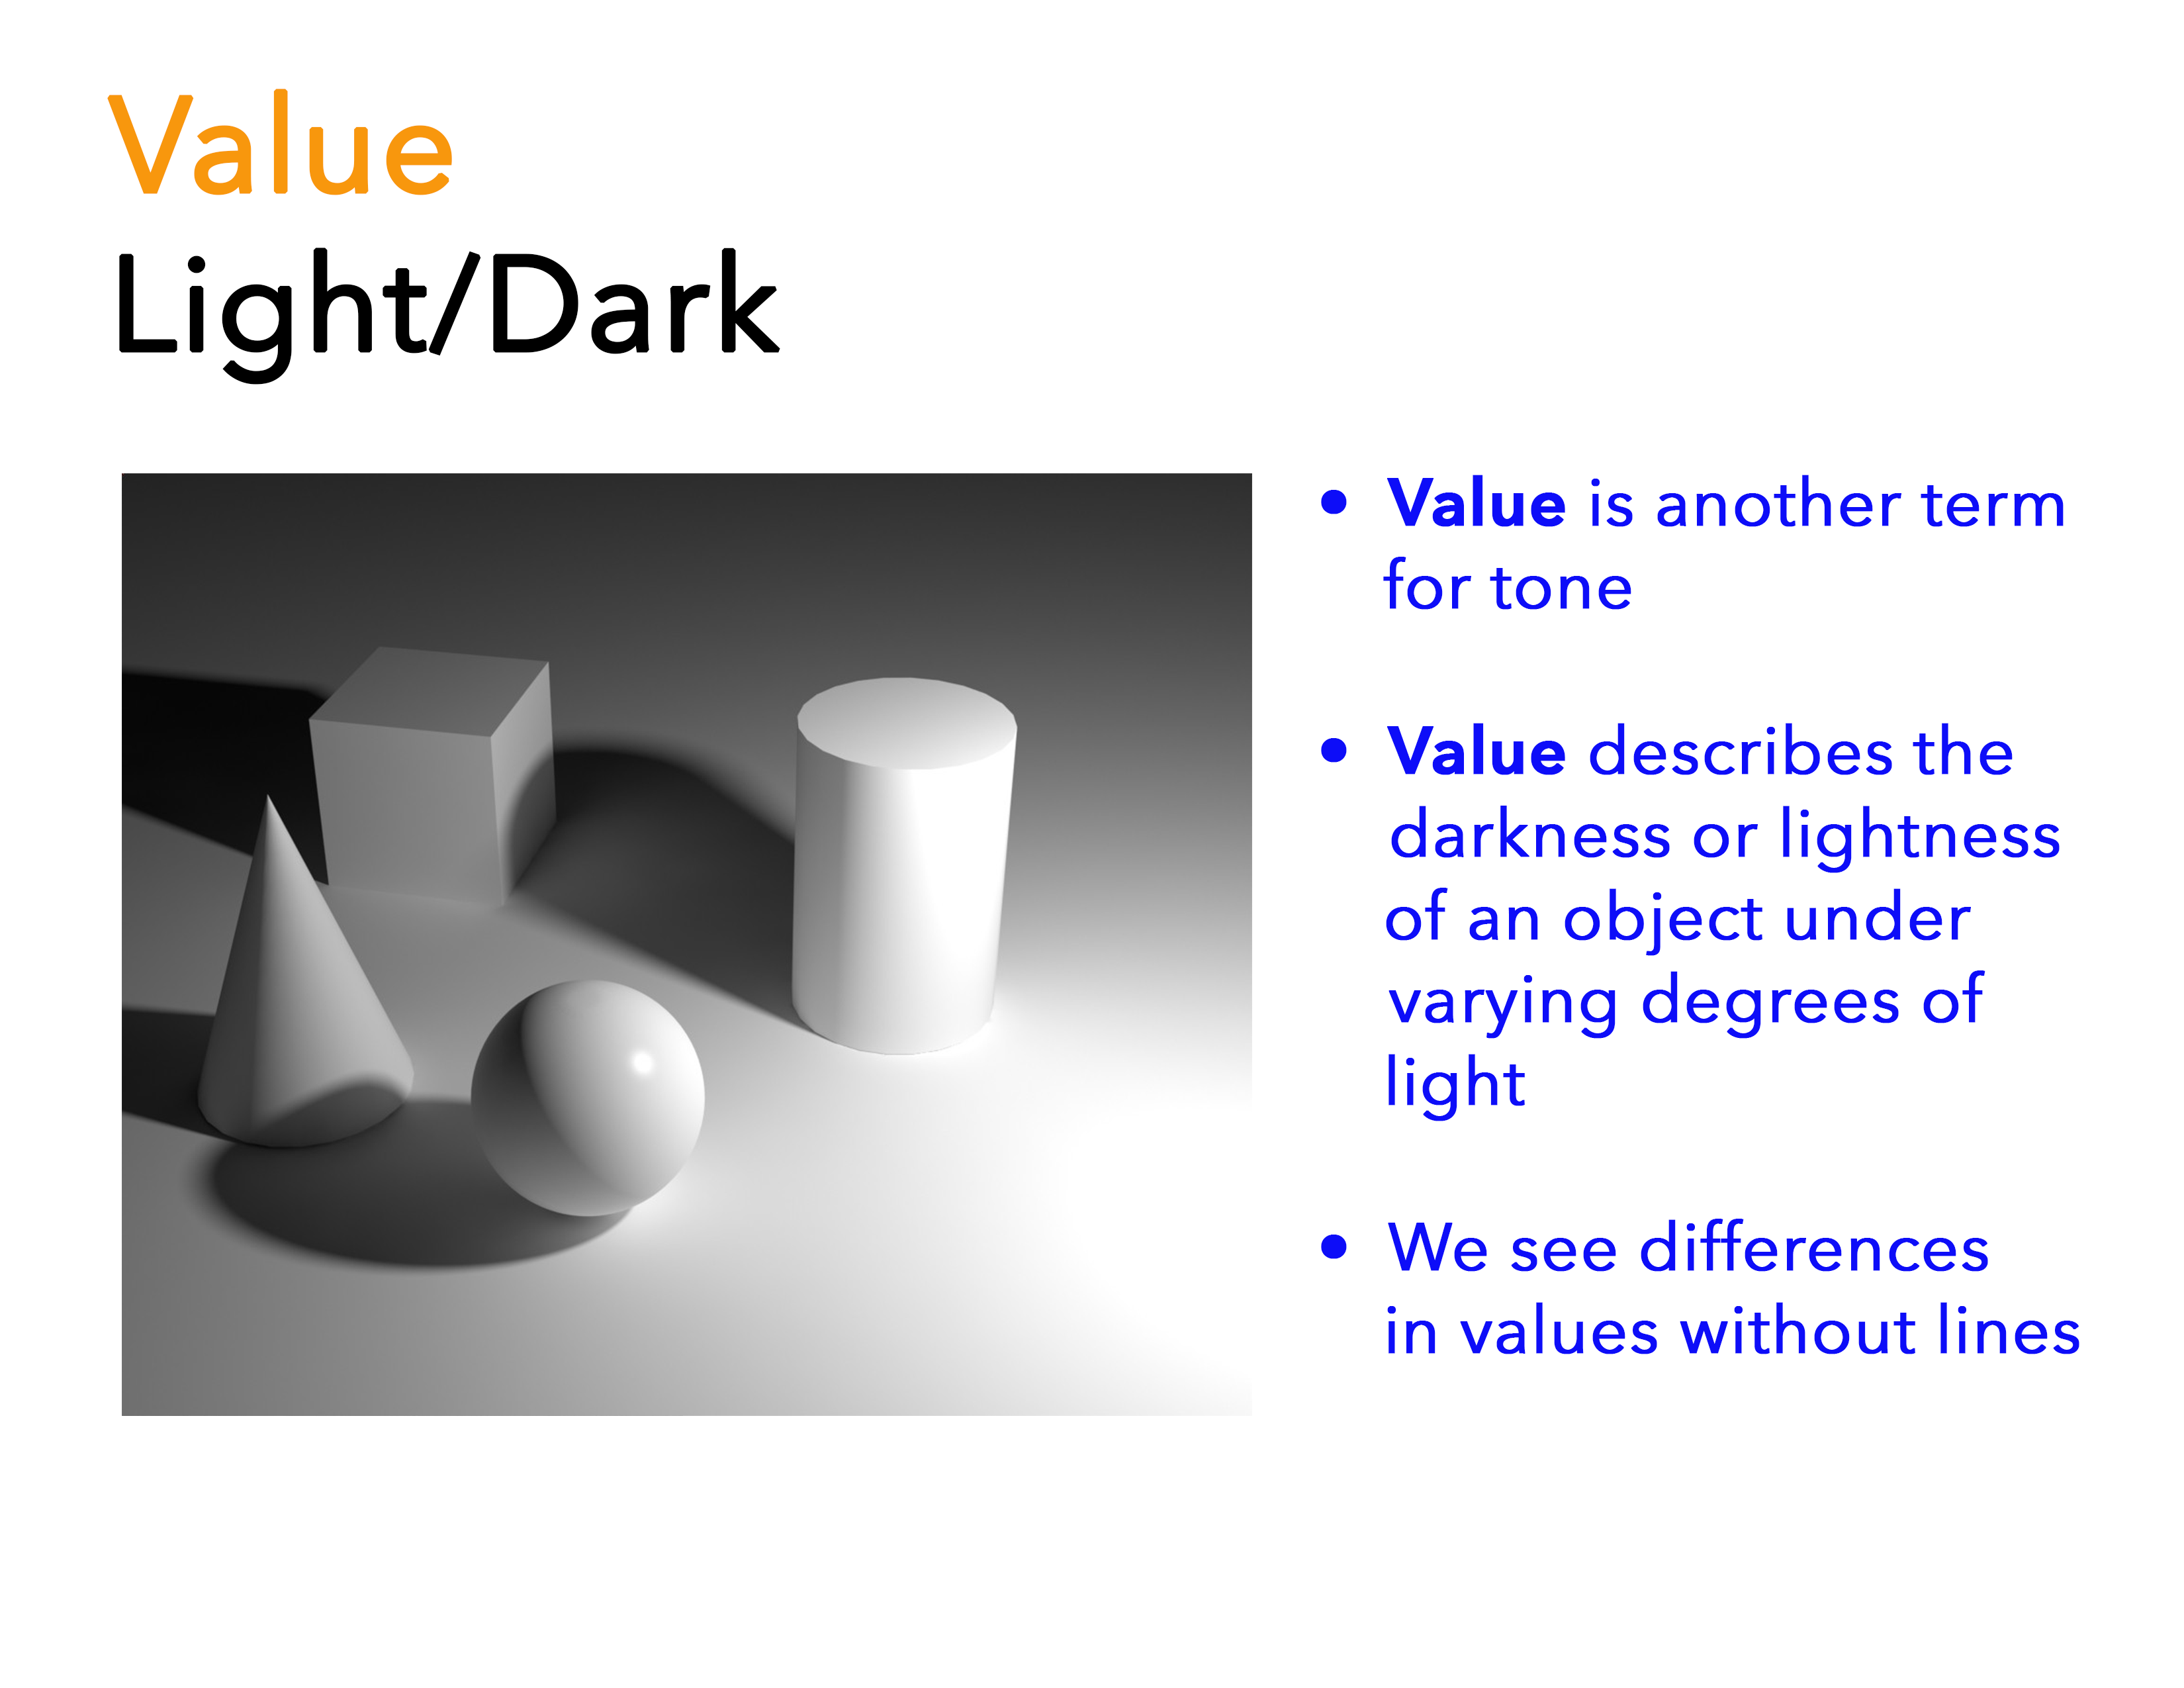 Value
Light/Dark
• Value is another term
for tone
• Value describes the
darkness or lightness
of an object under
varying degrees of
light
• We see differences
in values without lines